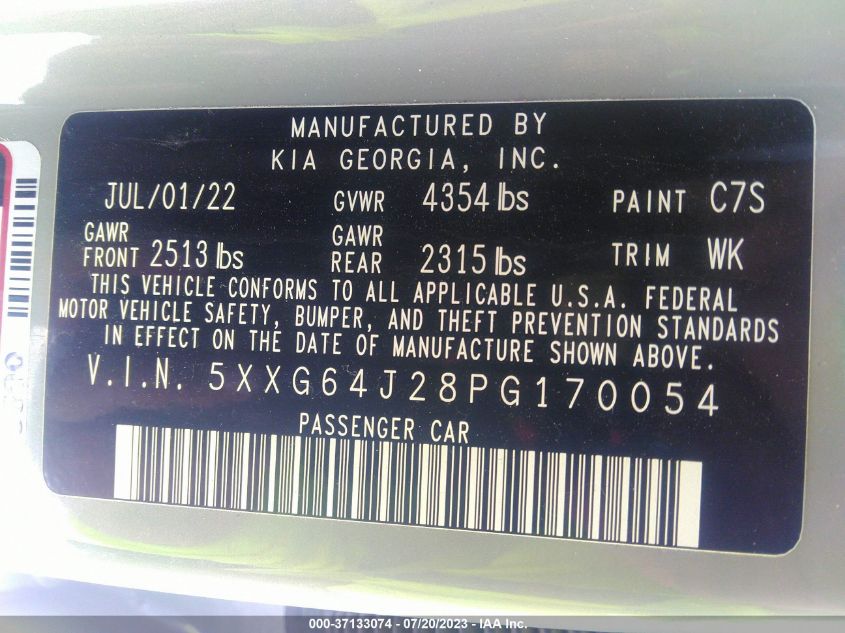 MANUFACTURED BY
KIA GEORGIA, INC.
JUL/01/22 GVWR 4354 lbs PAINT C7S
GAWR FRONT 2513 lbs GAWR REAR 2315 lbs TRIM WK
THIS VEHICLE CONFORMS TO ALL APPLICABLE U.S.A. FEDERAL
MOTOR VEHICLE SAFETY, BUMPER, AND THEFT PREVENTION STANDARDS
IN EFFECT ON THE DATE OF MANUFACTURE SHOWN ABOVE.
V.I.N. 5XXG64J28PG170054
PASSENGER CAR
000-37133074 - 07/20/2023 - IAA Inc.